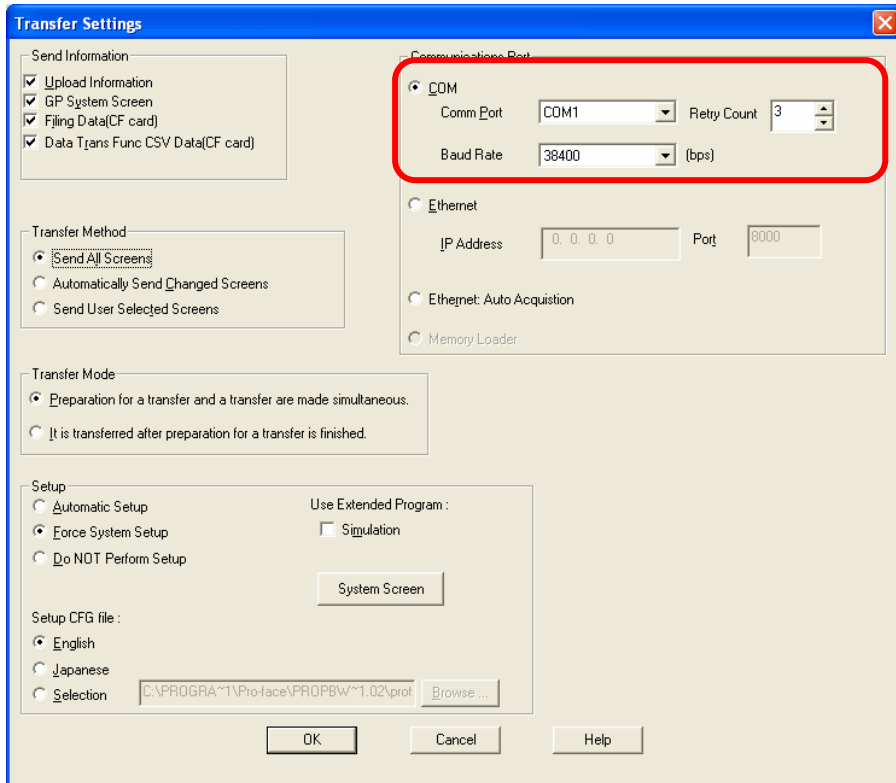 Transfer Settings
Send Information
Upload Information
GP System Screen
Filing Data(CF card)
Data Trans Func CSV Data(CF card)
Communications Port
COM
Comm Port COM1 Retry Count 3
Baud Rate 38400 (bps)
Ethernet
IP Address 0. 0. 0. 0 Port 8000
Ethernet: Auto Acquistion
Memory Loader
Transfer Method
Send All Screens
Automatically Send Changed Screens
Send User Selected Screens
Transfer Mode
Preparation for a transfer and a transfer are made simultaneous.
It is transferred after preparation for a transfer is finished.
Setup
Automatic Setup
Force System Setup
Do NOT Perform Setup
Use Extended Program :
Simulation
System Screen
Setup CFG file :
English
Japanese
Selection C:\PROGRA~1\Pro-face\PROPBW~1.02\prot Browse ...
OK Cancel Help